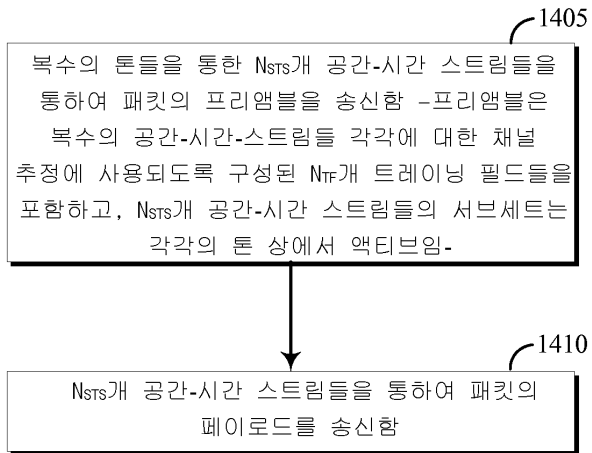 1405
복수의 톤들을 통한 NSTS개 공간-시간 스트림들을
통하여 패킷의 프리앰블을 송신함 –프리앰블은
복수의 공간-시간-스트림들 각각에 대한 채널
추정에 사용되도록 구성된 NTF개 트레이닝 필드들을
포함하고, NSTS개 공간-시간 스트림들의 서브세트는
각각의 톤 상에서 액티브임-
1410
NSTS개 공간-시간 스트림들을 통하여 패킷의
페이로드를 송신함